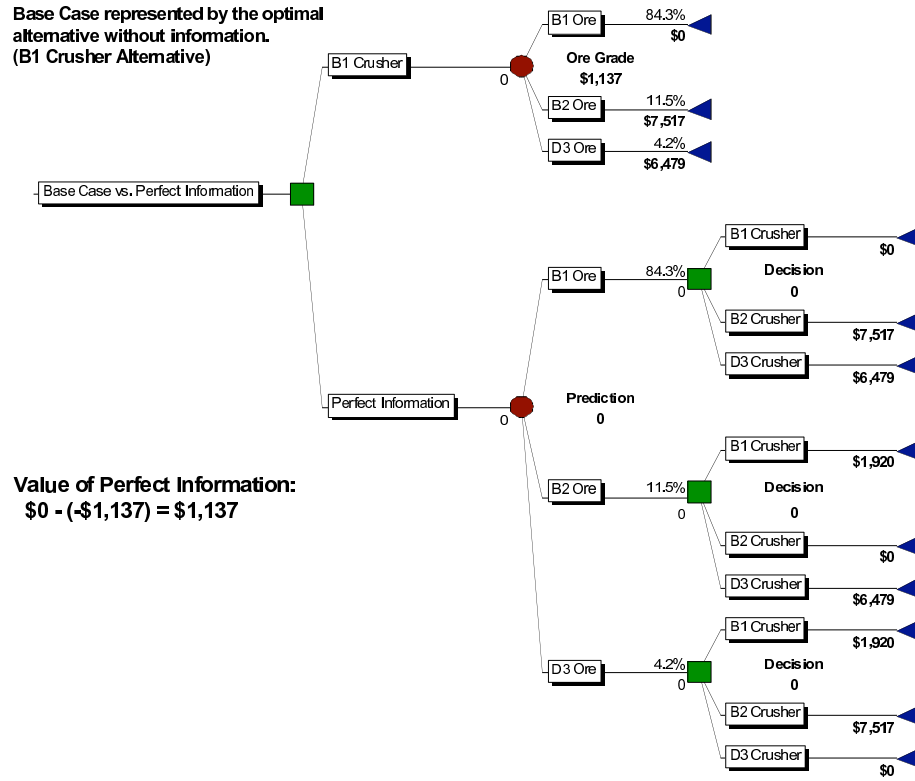 Base Case represented by the optimal
alternative without information.
(B1 Crusher Alternative)
B1 Ore
84.3%
$0
B1 Crusher
0
Ore Grade
$1,137
B2 Ore
11.5%
$7,517
D3 Ore
4.2%
$6,479
Base Case vs. Perfect Information
B1 Crusher
$0
B1 Ore
84.3%
0
Decision
0
B2 Crusher
$7,517
D3 Crusher
$6,479
Perfect Information
0
Prediction
0
B1 Crusher
$1,920
B2 Ore
11.5%
0
Decision
0
B2 Crusher
$0
D3 Crusher
$6,479
Value of Perfect Information:
$0 - (-$1,137) = $1,137
B1 Crusher
$1,920
D3 Ore
4.2%
0
Decision
0
B2 Crusher
$7,517
D3 Crusher
$0